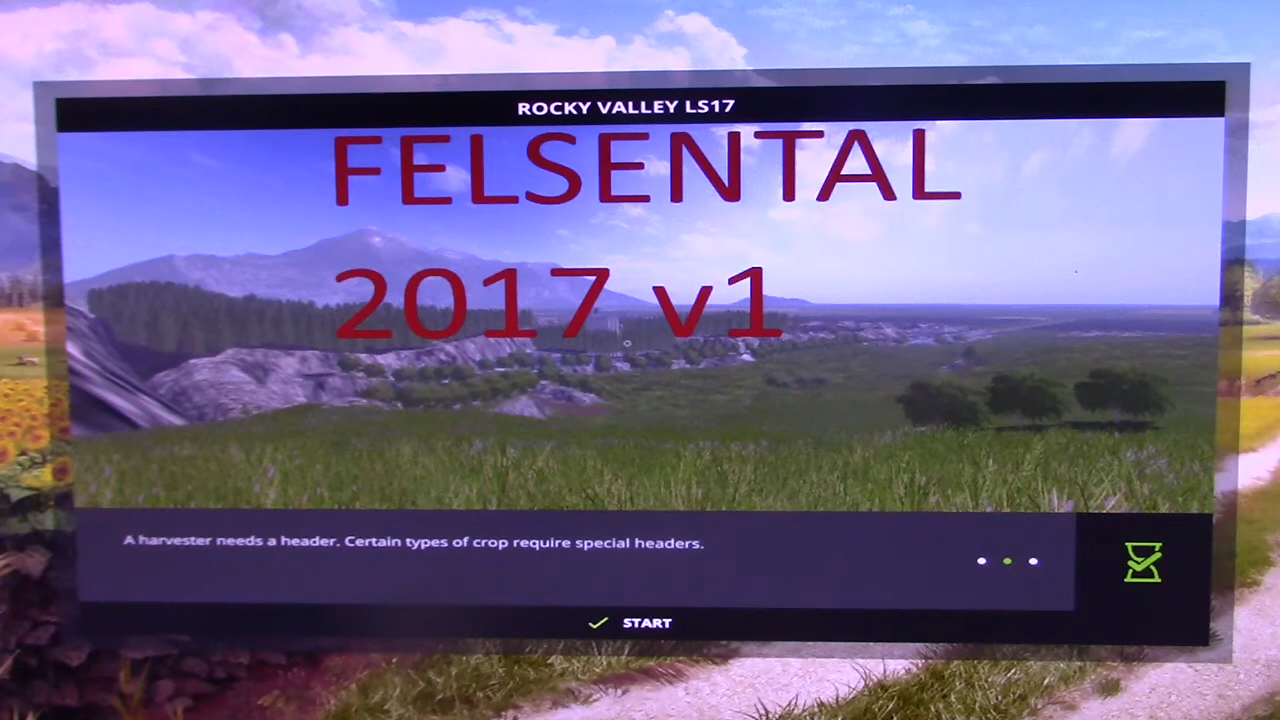 ROCKY VALLEY LS17
FELSENTAL
2017 v1
A harvester needs a header. Certain types of crop require special headers.
START